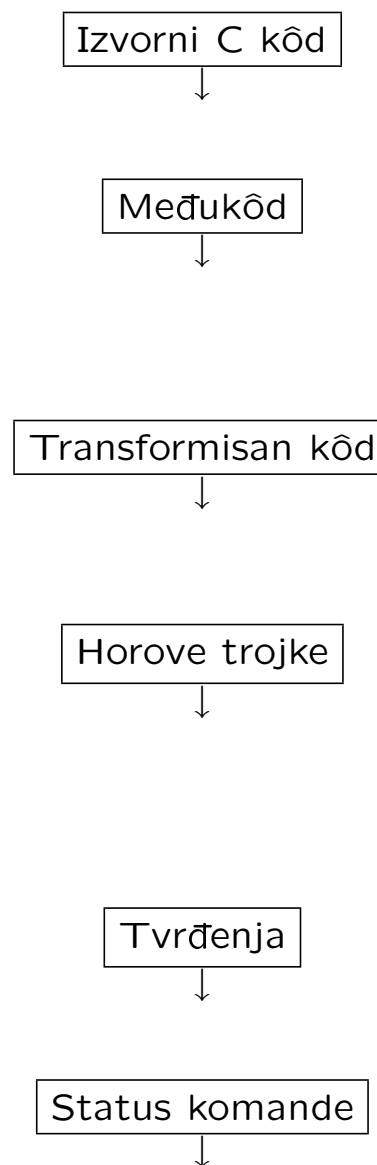 Izvorni C kôd
↓
Međukôd
↓
Transformisan kôd
↓
Horove trojke
↓
Tvrđenja
↓
Status komande
↓